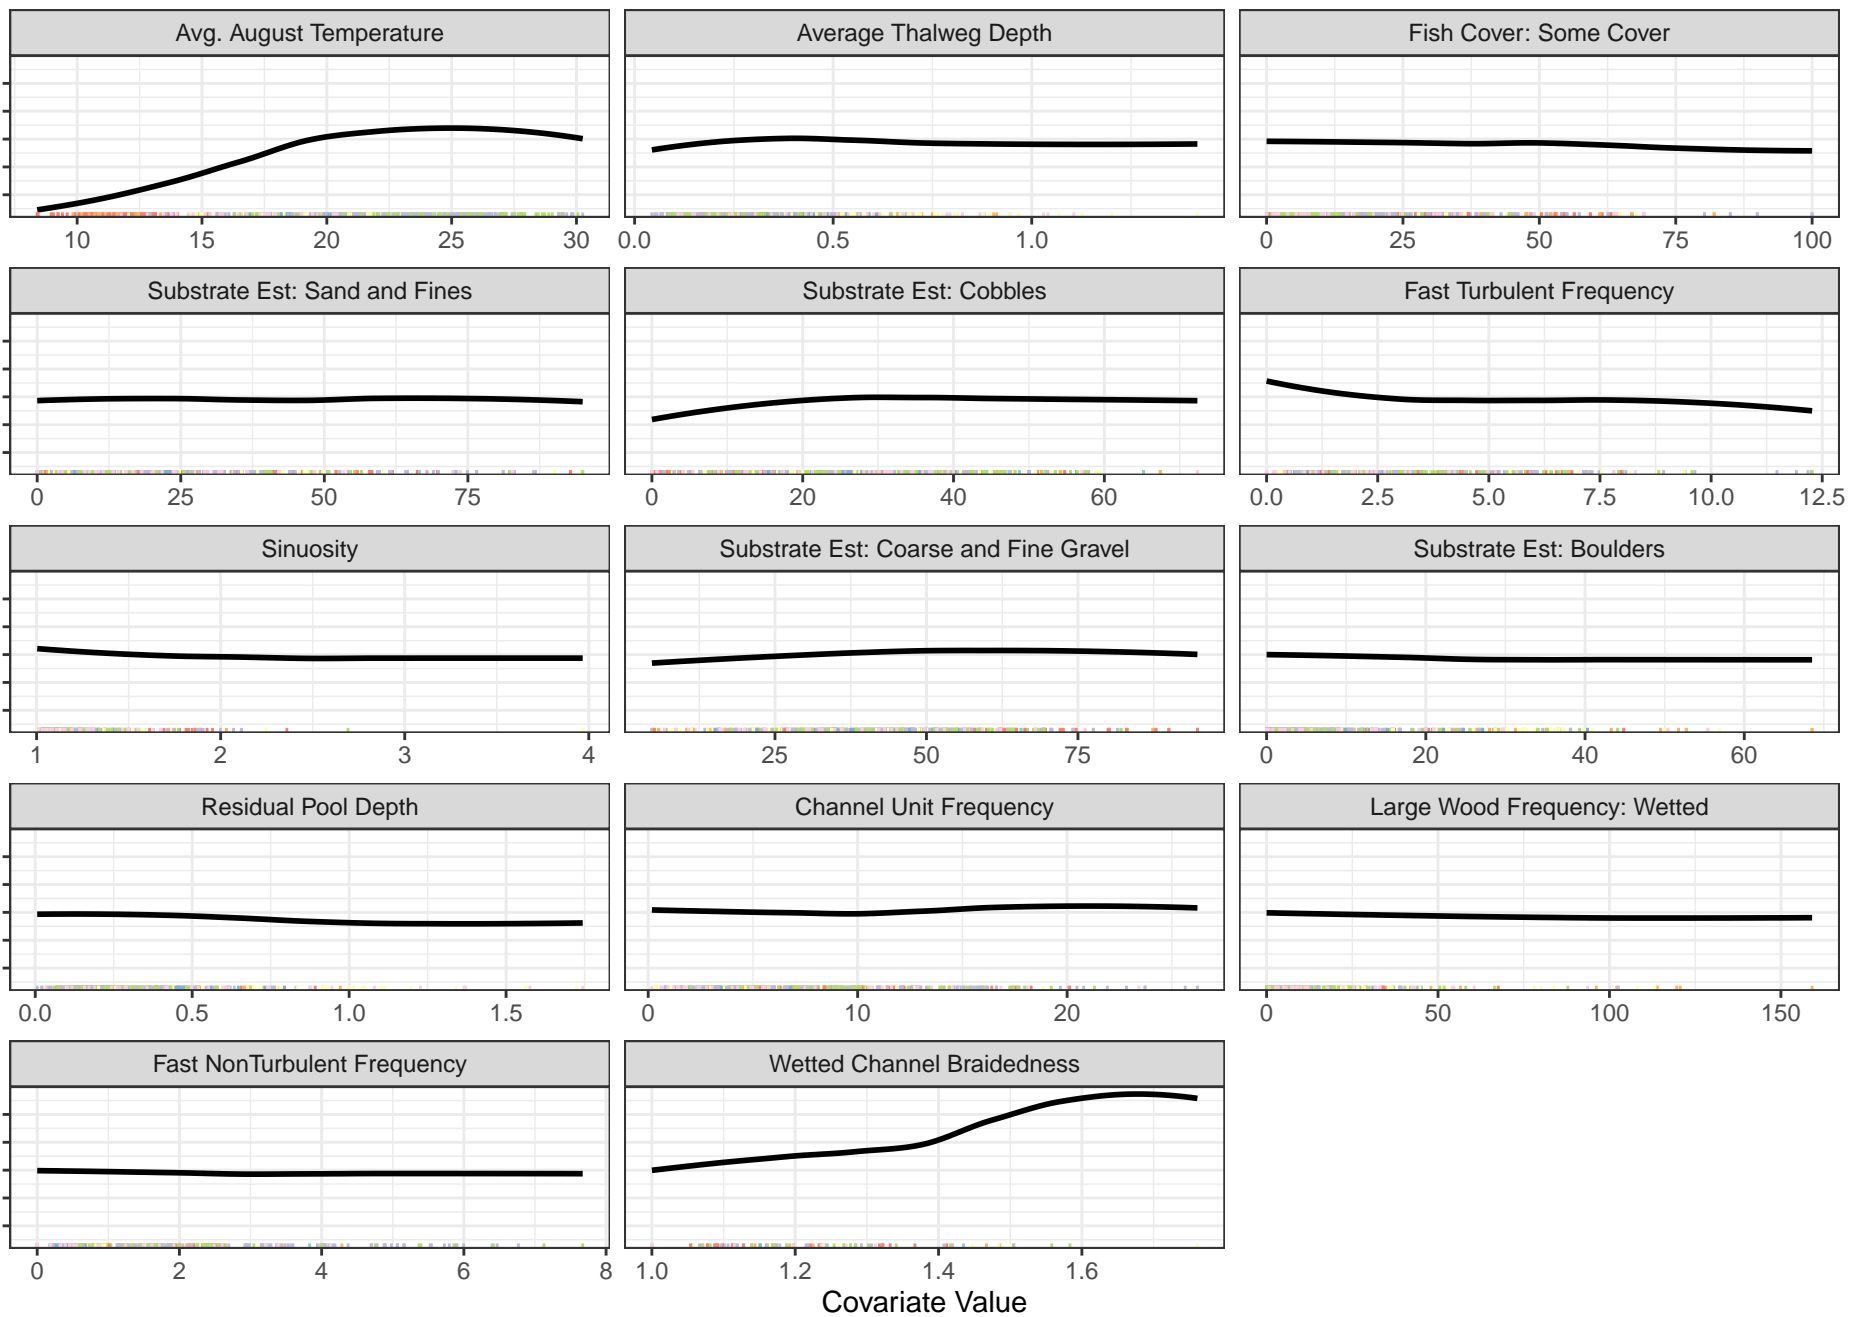 Avg. August Temperature
Average Thalweg Depth
Fish Cover: Some Cover
10 15 20 25 30
0.0 0.5 1.0
0 25 50 75 100
Substrate Est: Sand and Fines
Substrate Est: Cobbles
Fast Turbulent Frequency
0 25 50 75
0 20 40 60
0.0 2.5 5.0 7.5 10.0 12.5
Sinuosity
Substrate Est: Coarse and Fine Gravel
Substrate Est: Boulders
1 2 3 4
25 50 75
0 20 40 60
Residual Pool Depth
Channel Unit Frequency
Large Wood Frequency: Wetted
0.0 0.5 1.0 1.5
0 10 20
0 50 100 150
Fast NonTurbulent Frequency
Wetted Channel Braidedness
0 2 4 6 8
1.0 1.2 1.4 1.6
Covariate Value